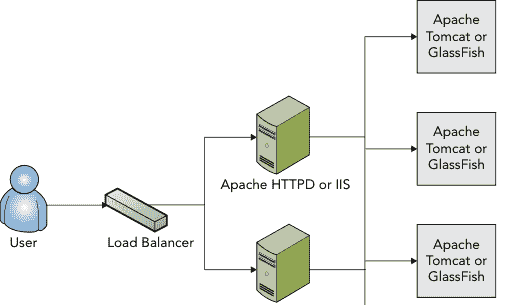 Apache
Tomcat or
GlassFish
Apache
Tomcat or
GlassFish
Apache HTTPD or IIS
User
Load Balancer
Apache
Tomcat or
GlassFish